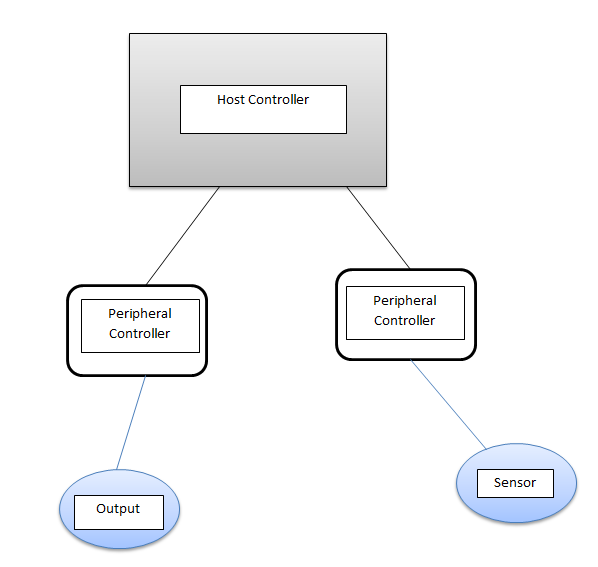 Host Controller
Peripheral
Controller
Peripheral
Controller
Output
Sensor